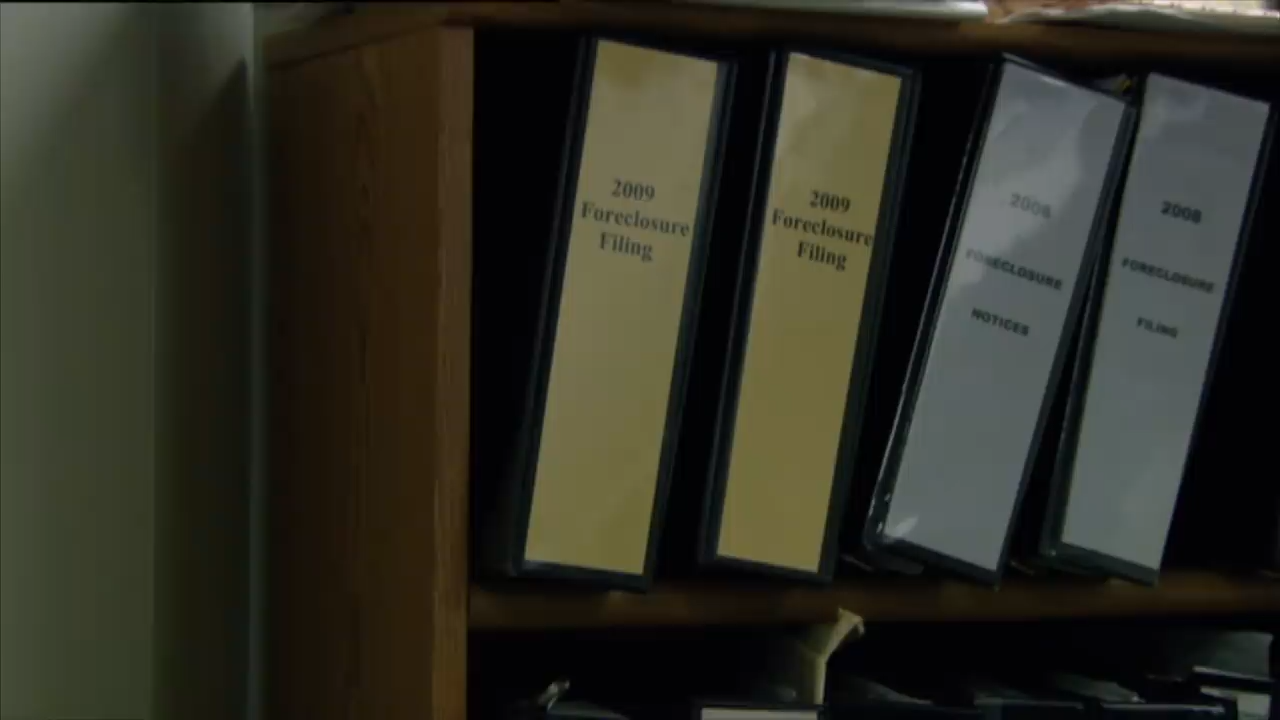 2009
Foreclosure
Filing
2009
Foreclosure
Filing
2008
FORECLOSURE
NOTICES
2008
FORECLOSURE
FILING